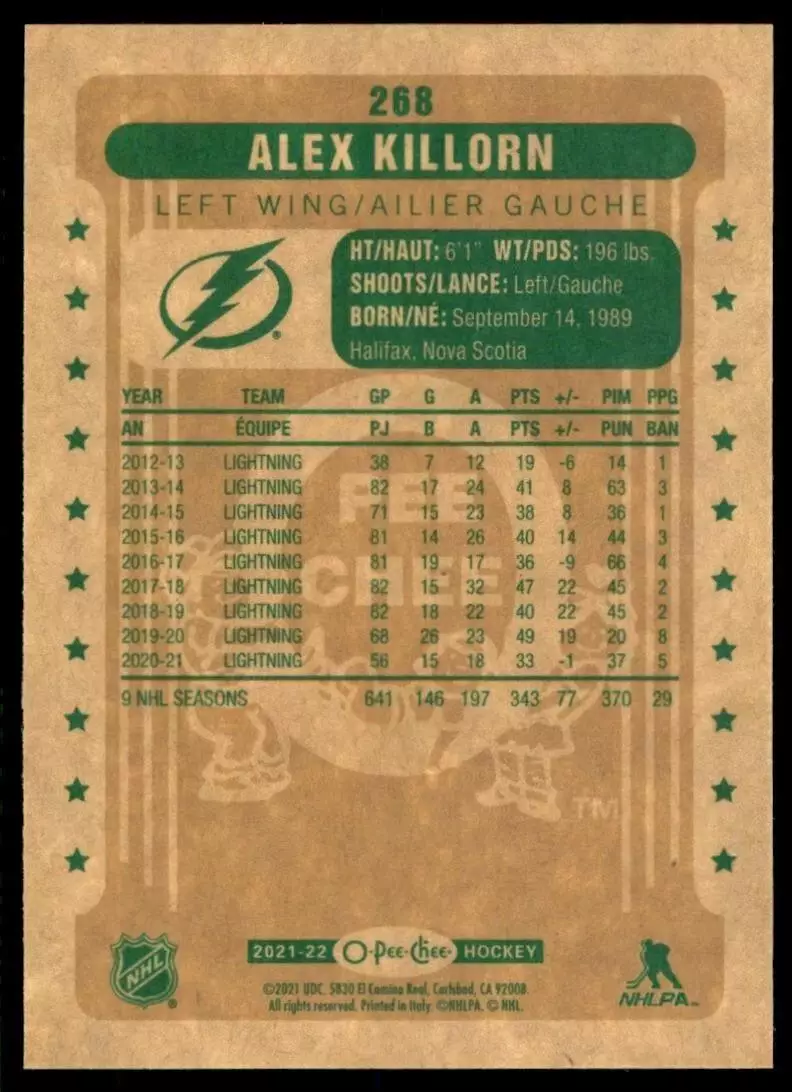 268
ALEX KILLORN
LEFT WING/AILIER GAUCHE
HT/HAUT: 6'1" WT/PDS: 196 lbs.
SHOOTS/LANCE: Left/Gauche
BORN/NÉ: September 14, 1989
Halifax, Nova Scotia
YEAR TEAM GP G A PTS +/- PIM PPG
AN ÉQUIPE PJ B A PTS +/- PUN BAN
2012-13 LIGHTNING 38 7 12 19 -6 14 1
2013-14 LIGHTNING 82 17 24 41 8 63 3
2014-15 LIGHTNING 71 15 23 38 8 36 1
2015-16 LIGHTNING 81 14 26 40 14 44 3
2016-17 LIGHTNING 81 19 17 36 -9 66 4
2017-18 LIGHTNING 82 15 32 47 22 45 2
2018-19 LIGHTNING 82 18 22 40 22 45 2
2019-20 LIGHTNING 68 26 23 49 19 20 8
2020-21 LIGHTNING 56 15 18 33 -1 37 5
9 NHL SEASONS 641 146 197 343 77 370 29
PEE
CHEE
TM
NHL ®
2021-22 O-Pee-Chee HOCKEY
©2021 UDC. 5830 El Camino Real, Carlsbad, CA 92008.
All rights reserved. Printed in Italy. ©NHLPA. © NHL.
NHLPA™